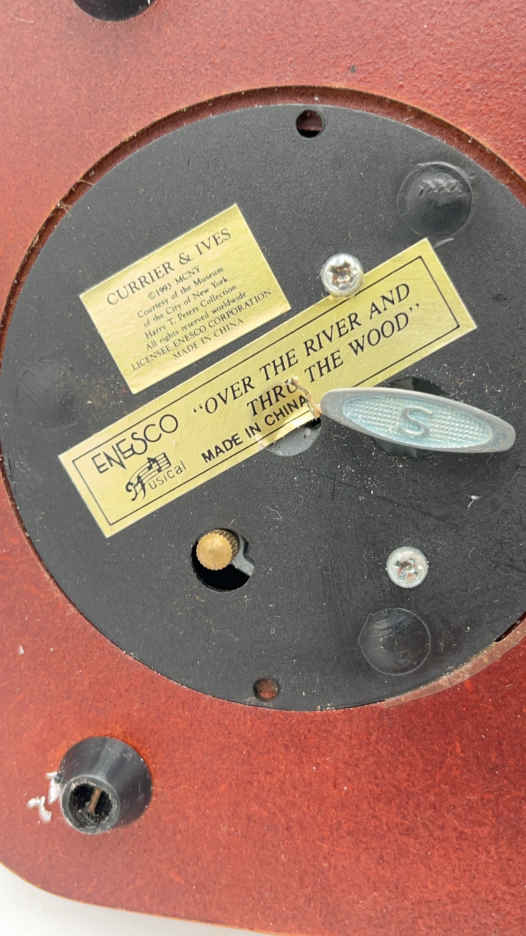 CURRIER & IVES
©1993 MCNY
Courtesy of the Museum
of the City of New York
Harry T. Peters Collection.
All rights reserved worldwide
LICENSEE ENESCO CORPORATION
MADE IN CHINA
ENESCO
Musical
"OVER THE RIVER AND
THRU THE WOOD"
MADE IN CHINA
S